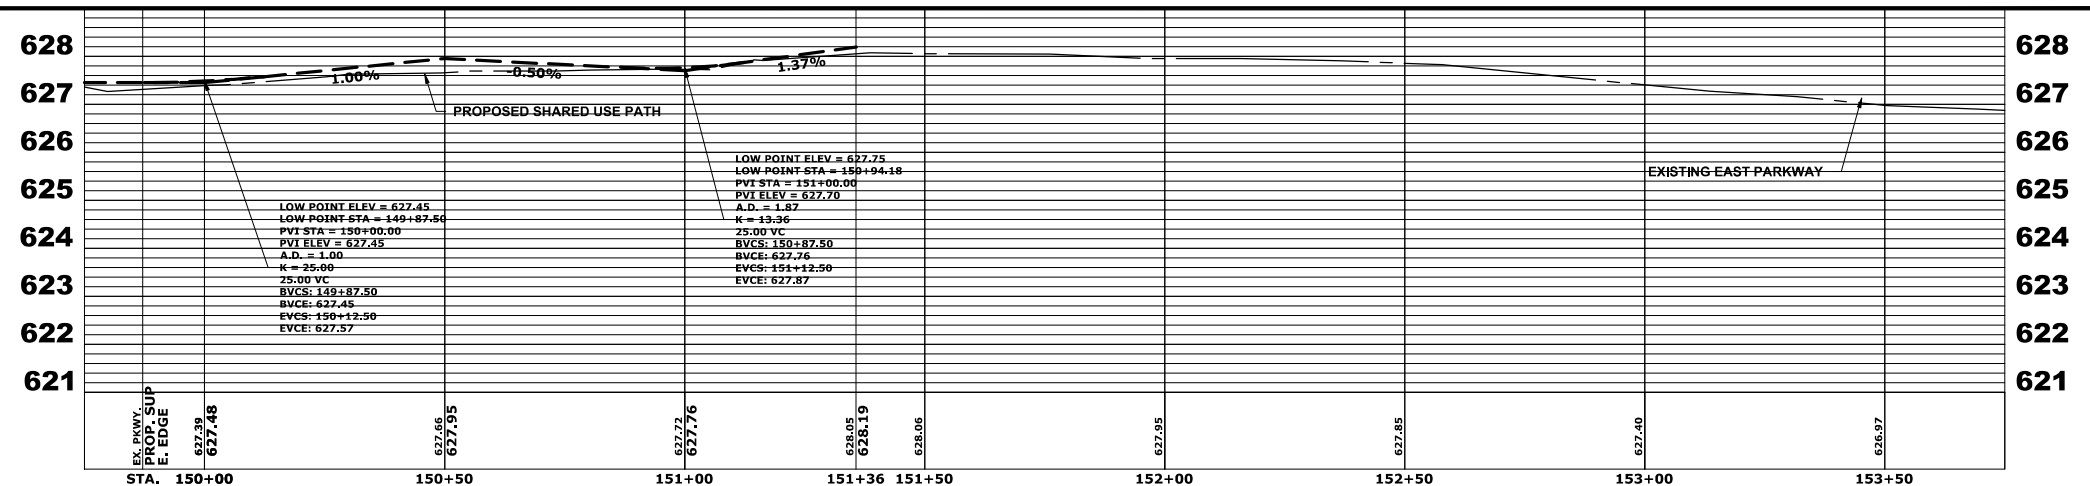 628
628
627
627
626
626
625
625
624
624
623
623
622
622
621
621
1.00%
-0.50%
1.37%
PROPOSED SHARED USE PATH
EXISTING EAST PARKWAY
LOW POINT ELEV = 627.45
LOW POINT STA = 149+87.50
PVI STA = 150+00.00
PVI ELEV = 627.45
A.D. = 1.00
K = 25.00
25.00 VC
BVCS: 149+87.50
BVCE: 627.45
EVCS: 150+12.50
EVCE: 627.57
LOW POINT ELEV = 627.75
LOW POINT STA = 150+94.18
PVI STA = 151+00.00
PVI ELEV = 627.70
A.D. = 1.87
K = 13.36
25.00 VC
BVCS: 150+87.50
BVCE: 627.76
EVCS: 151+12.50
EVCE: 627.87
EX. PKWY.
PROP. SUP
E. EDGE
627.39
627.48
627.66
627.95
627.72
627.76
628.05
628.19
628.06
627.95
627.85
627.40
626.97
STA. 150+00 150+50 151+00 151+36 151+50 152+00 152+50 153+00 153+50